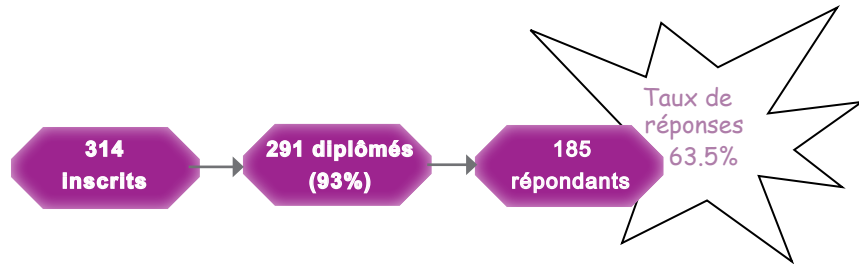 314
inscrits
291 diplômés
(93%)
185
répondants
Taux de
réponses
63.5%